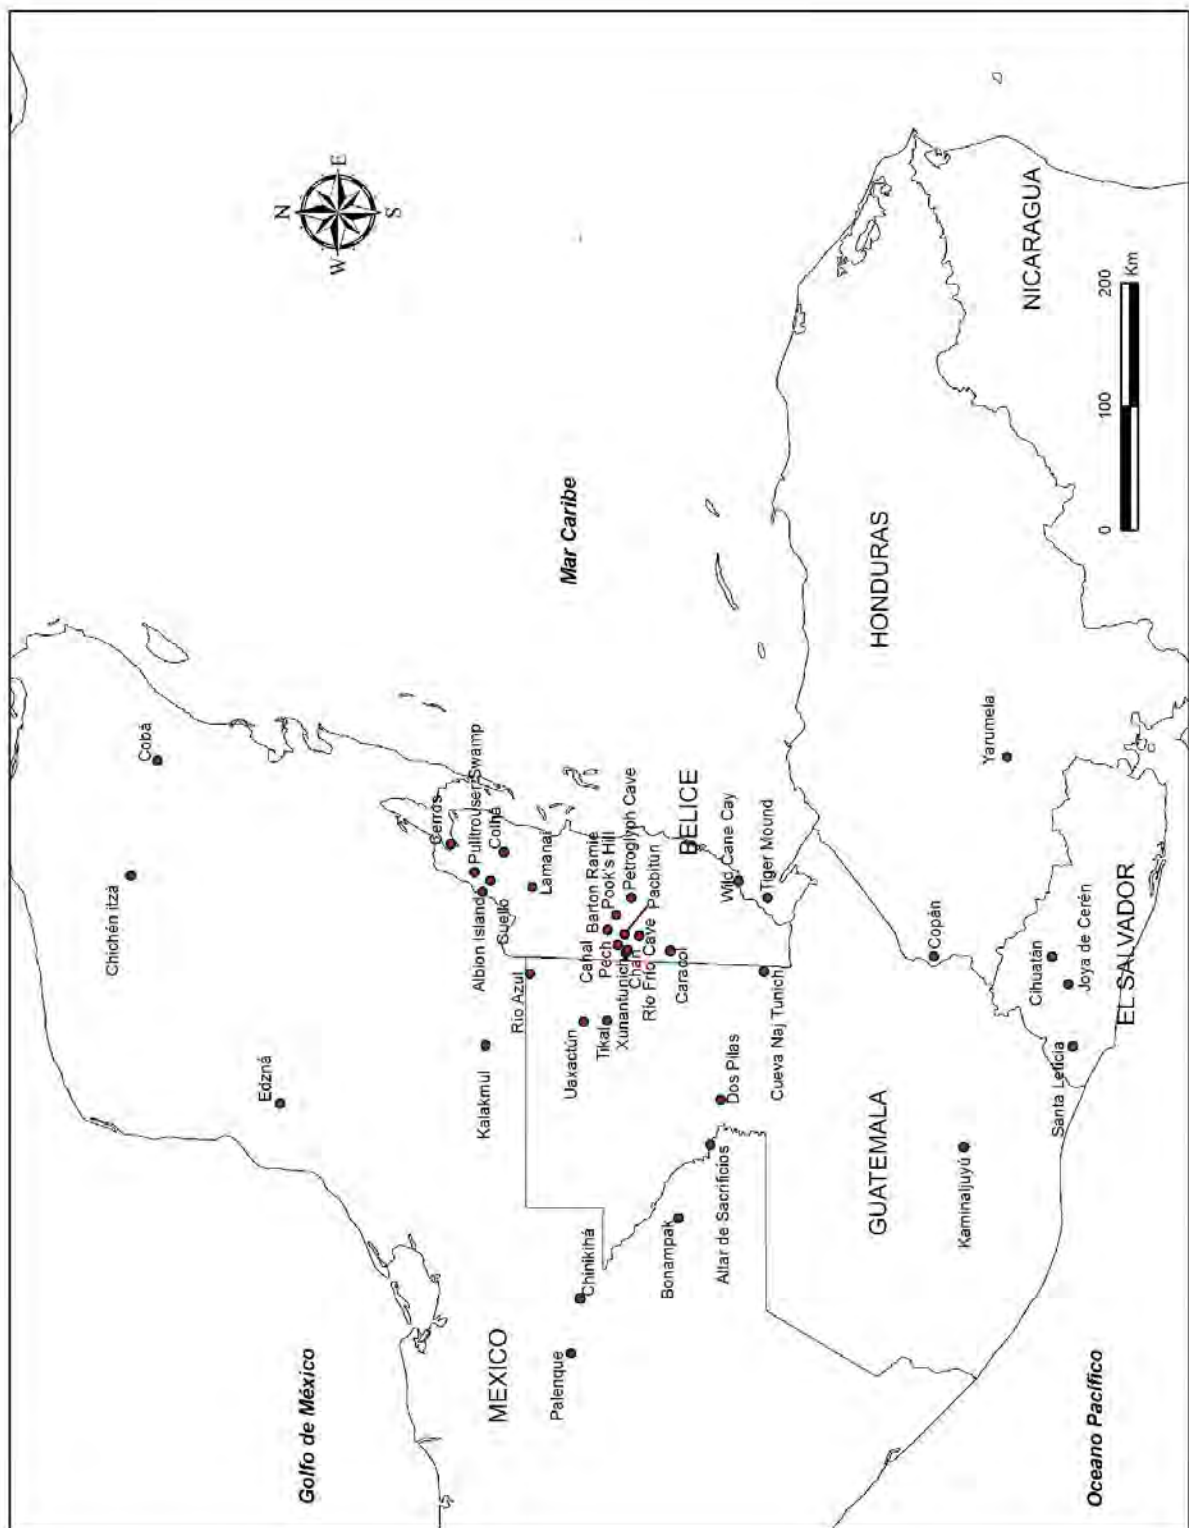 N
E
S
W
Golfo de México
Mar Caribe
Oceano Pacífico
MEXICO
GUATEMALA
BELICE
HONDURAS
EL SALVADOR
NICARAGUA
Chichén itzá
Cobá
Edzná
Kalakmul
Cerros
Pulltrouser Swamp
Albion Island
Cuello
Colhá
Lamanai
Río Azul
Uaxactún
Tikal
Cahal
Pech
Xunantunich
Chan
Río Frío Cave
Barton Ramie
Pook's Hill
Petroglyph Cave
Pacbitún
Caracol
Wild Cane Cay
Tiger Mound
Cueva Naj Tunich
Dos Pilas
Altar de Sacrificios
Bonampak
Chinikihá
Palenque
Kaminaljuyú
Copán
Yarumela
Cihuatán
Joya de Cerén
Santa Leticia
0 100 200
Km